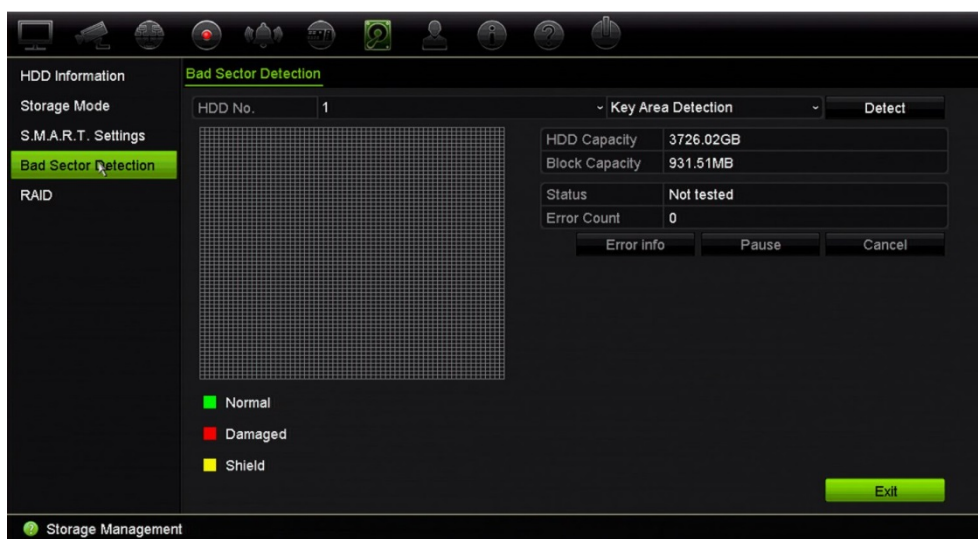 HDD Information
Storage Mode
S.M.A.R.T. Settings
Bad Sector Detection
RAID
Bad Sector Detection
HDD No. 1 Key Area Detection Detect
HDD Capacity 3726.02GB
Block Capacity 931.51MB
Status Not tested
Error Count 0
Error info Pause Cancel
Normal
Damaged
Shield
Exit
Storage Management